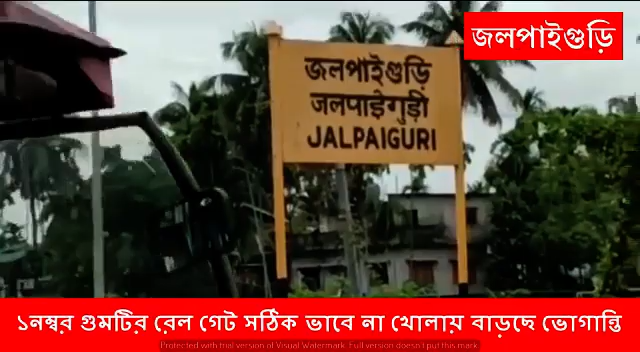 জলপাইগুড়ি
জলপাইগুড়ি
जलपाईगुड़ी
JALPAIGURI
১নম্বর গুমটির রেল গেট সঠিক ভাবে না খোলায় বাড়ছে ভোগান্তি
Protected with trial version of Visual Watermark. Full version doesn't put this mark.